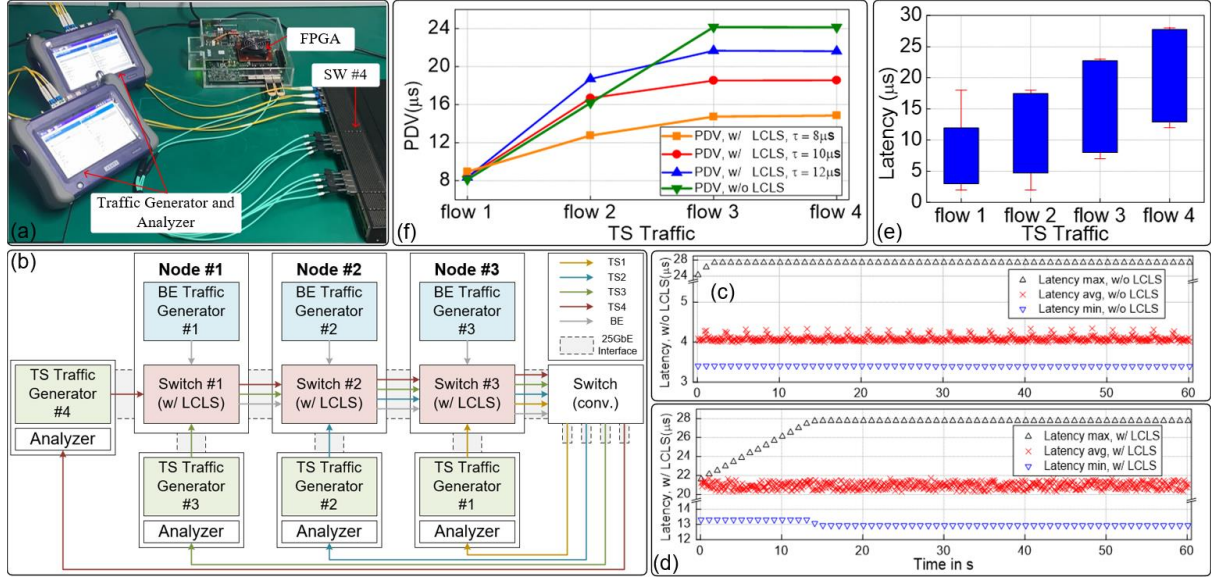 FPGA
SW #4
Traffic Generator and
Analyzer
(a)
PDV(μs)
24
20
16
12
8
PDV, w/ LCLS, τ = 8μs
PDV, w/ LCLS, τ = 10μs
PDV, w/ LCLS, τ = 12μs
PDV, w/o LCLS
flow 1
flow 2
flow 3
flow 4
(f)
TS Traffic
Latency (μs)
30
25
20
15
10
5
0
flow 1
flow 2
flow 3
flow 4
TS Traffic
(e)
(b)
Node #1
Node #2
Node #3
BE Traffic
Generator
#1
BE Traffic
Generator
#2
BE Traffic
Generator
#3
TS1
TS2
TS3
TS4
BE
25GbE
Interface
TS Traffic
Generator
#4
Analyzer
Switch #1
(w/ LCLS)
Switch #2
(w/ LCLS)
Switch #3
(w/ LCLS)
Switch
(conv.)
TS Traffic
Generator
#3
Analyzer
TS Traffic
Generator
#2
Analyzer
TS Traffic
Generator
#1
Analyzer
Latency, w/o LCLS(μs)
28
24
5
4
3
(c)
Latency max, w/o LCLS
Latency avg, w/o LCLS
Latency min, w/o LCLS
0
10
20
30
40
50
60
Latency, w/ LCLS(μs)
28
26
24
22
20
14
13
Latency max, w/ LCLS
Latency avg, w/ LCLS
Latency min, w/ LCLS
0
10
20
30
40
50
60
(d)
Time in s